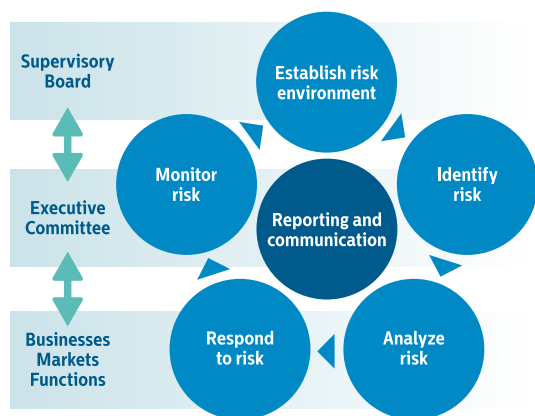 Supervisory
Board
Establish risk
environment
Monitor
risk
Identify
risk
Executive
Committee
Reporting and
communication
Businesses
Markets
Functions
Respond
to risk
Analyze
risk